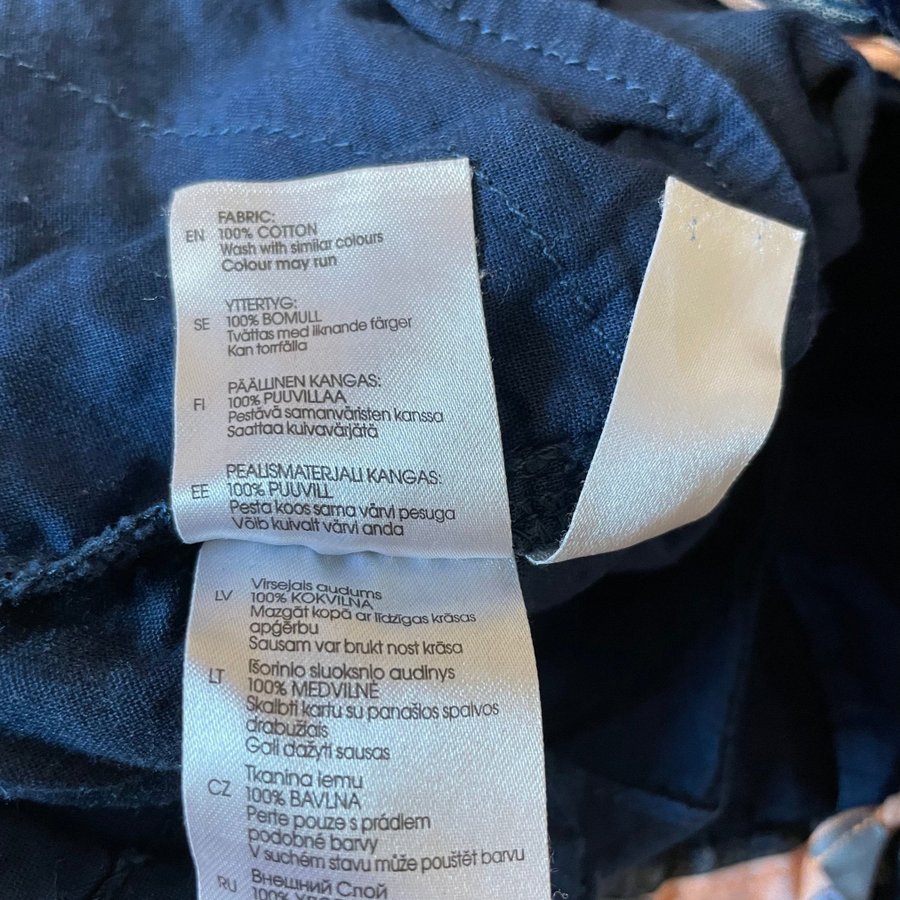 FABRIC:
EN 100% COTTON
Wash with similar colours
Colour may run
YTTERTYG:
SE 100% BOMULL
Tvättas med liknande färger
Kan torrfälla
PÄÄLLINEN KANGAS:
FI 100% PUUVILLAA
Pestävä samanväristen kanssa
Saattaa kuivavärjätä
PEALISMATERJALI KANGAS:
EE 100% PUUVILL
Pesta koos sama värvi pesuga
Võib kuivalt värvi anda
Virsejais audums
LV 100% KOKVILNA
Mazgāt kopā ar līdzīgas krāsas
apģērbu
Sausam var brukt nost krāsa
Išorinio sluoksnio audinys
LT 100% MEDVILNĖ
Skalbti kartu su panašios spalvos
drabužiais
Gali dažyti sausas
Tkanina lemu
CZ 100% BAVLNA
Perte pouze s prádlem
podobné barvy
V suchém stavu může pouštět barvu
RU Внешний Слой
100%